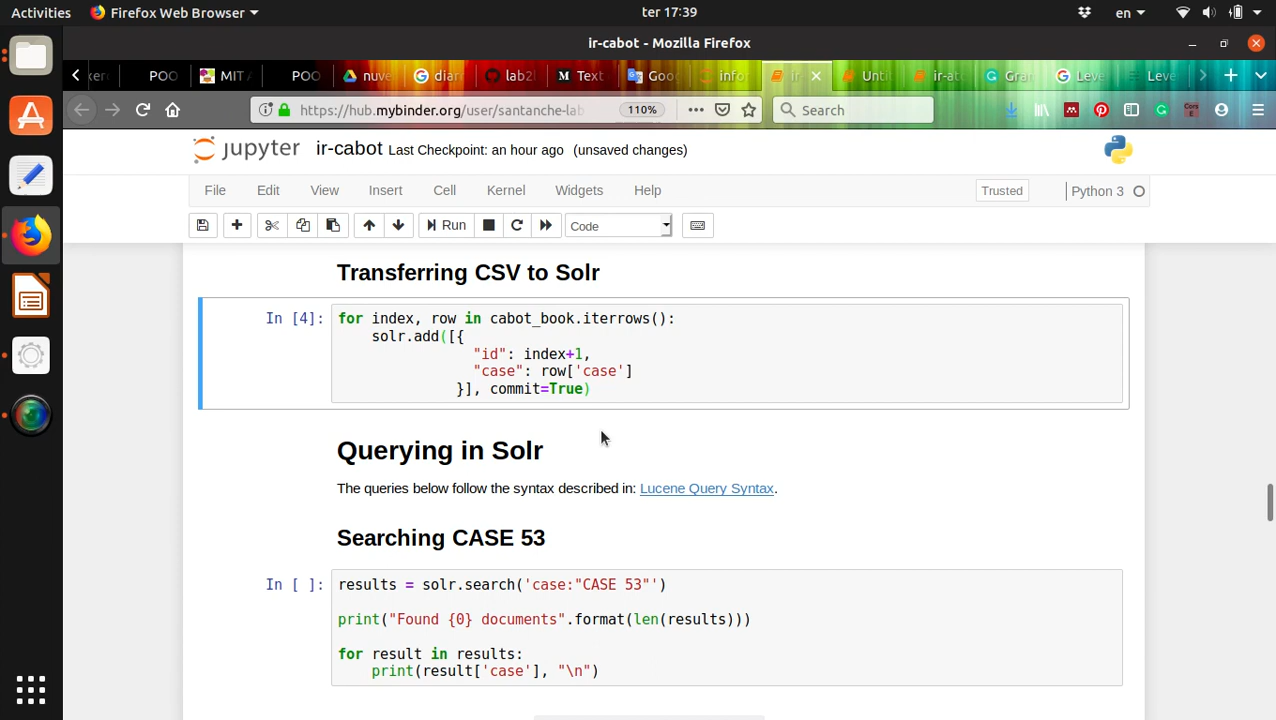 Activities Firefox Web Browser ter 17:39 en
ir-cabot - Mozilla Firefox
POO MIT POO nuve diar lab2 Text Goo info ir- Unti ir-at Gra Leve Leve
https://hub.mybinder.org/user/santanche-lab 110% Search
jupyter ir-cabot Last Checkpoint: an hour ago (unsaved changes)
File Edit View Insert Cell Kernel Widgets Help Trusted Python 3
Run Code
Transferring CSV to Solr
In [4]: for index, row in cabot_book.iterrows():
solr.add([{
"id": index+1,
"case": row['case']
}], commit=True)
Querying in Solr
The queries below follow the syntax described in: Lucene Query Syntax.
Searching CASE 53
In [ ]: results = solr.search('case:"CASE 53"')
print("Found {0} documents".format(len(results)))
for result in results:
print(result['case'], "\n")